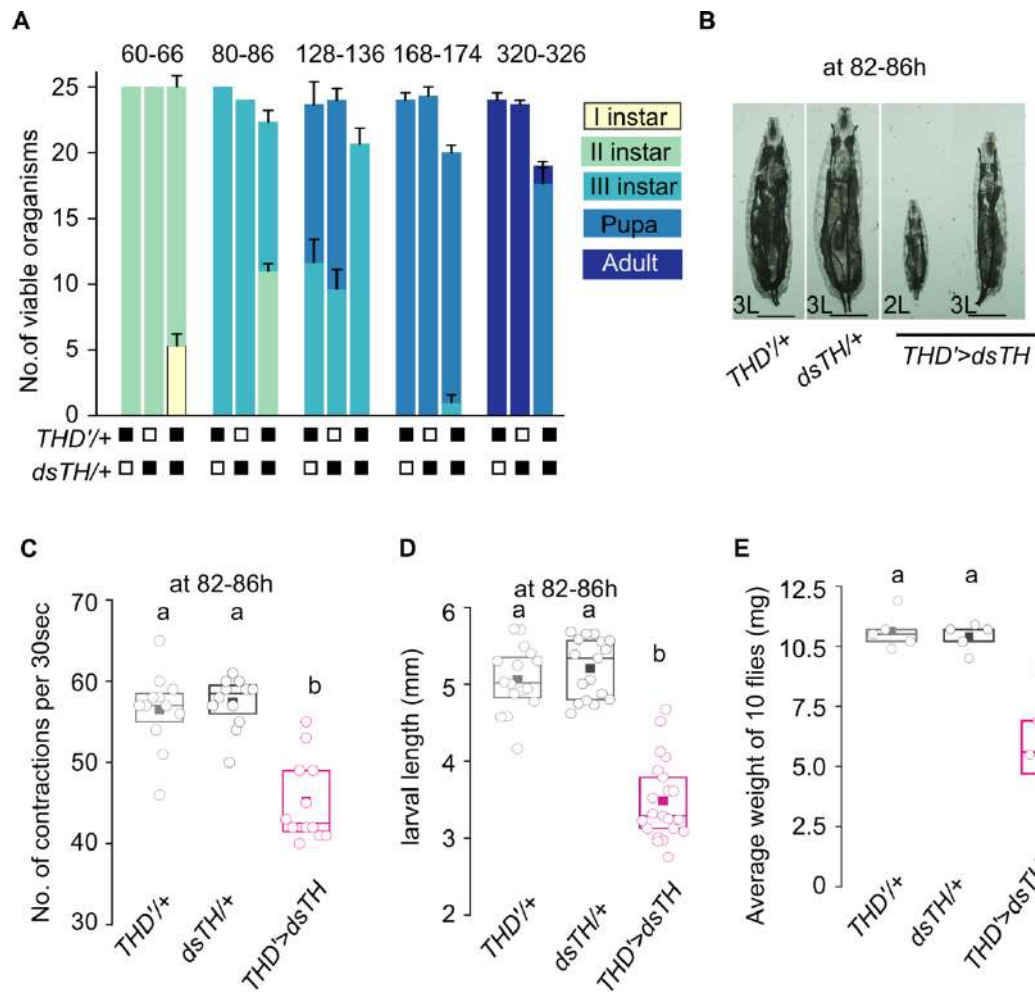 A
60-66 80-86 128-136 168-174 320-326
No.of viable oraganisms
25
20
15
10
5
0
THD'/+
dsTH/+
I instar
II instar
III instar
Pupa
Adult
B
at 82-86h
3L 3L 2L 3L
THD'/+ dsTH/+ THD'>dsTH
C
at 82-86h
No. of contractions per 30sec
70
60
50
40
30
a a b
THD'/+ dsTH/+ THD'>dsTH
D
at 82-86h
larval length (mm)
6
5
4
3
2
a a b
THD'/+ dsTH/+ THD'>dsTH
E
Average weight of 10 flies (mg)
12.5
10.5
7.5
5.0
2.5
0
a a
THD'/+ dsTH/+ THD'>dsTH